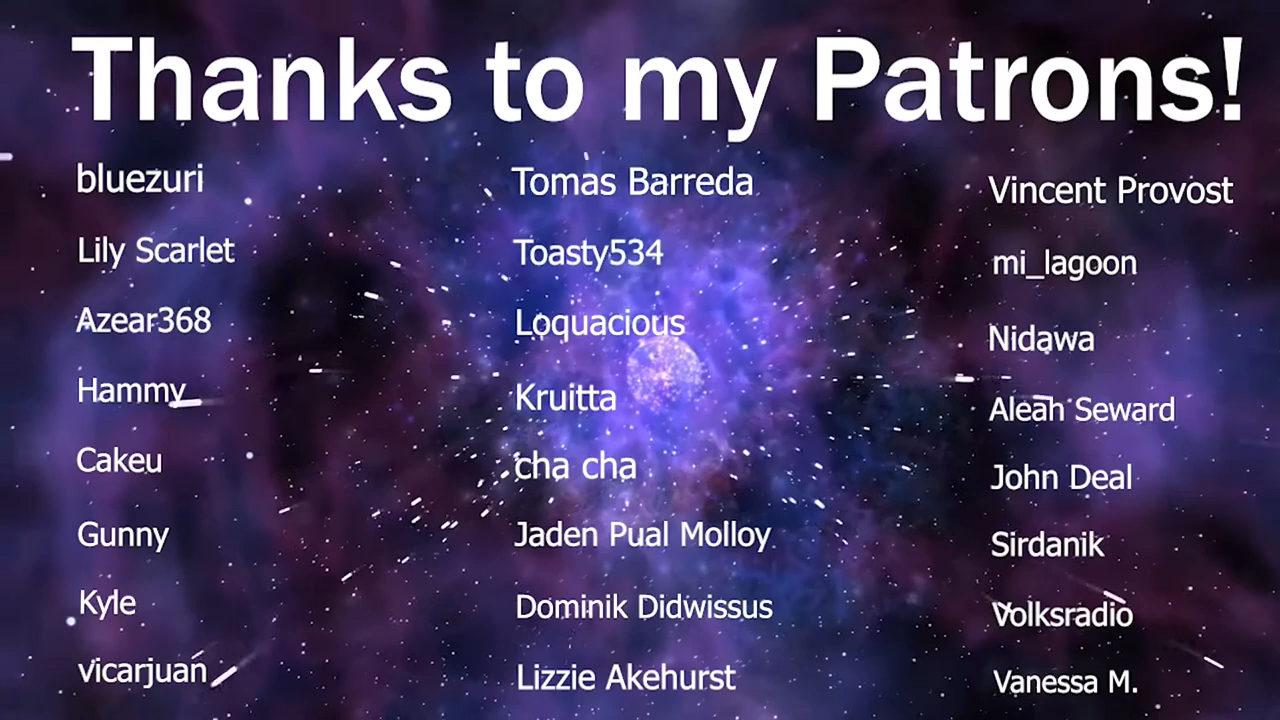 Thanks to my Patrons!
bluezuri
Lily Scarlet
Azear368
Hammy
Cakeu
Gunny
Kyle
vicarjuan
Tomas Barreda
Toasty534
Loquacious
Kruitta
cha cha
Jaden Pual Molloy
Dominik Didwissus
Lizzie Akehurst
Vincent Provost
mi_lagoon
Nidawa
Aleah Seward
John Deal
Sirdanik
Volksradio
Vanessa M.